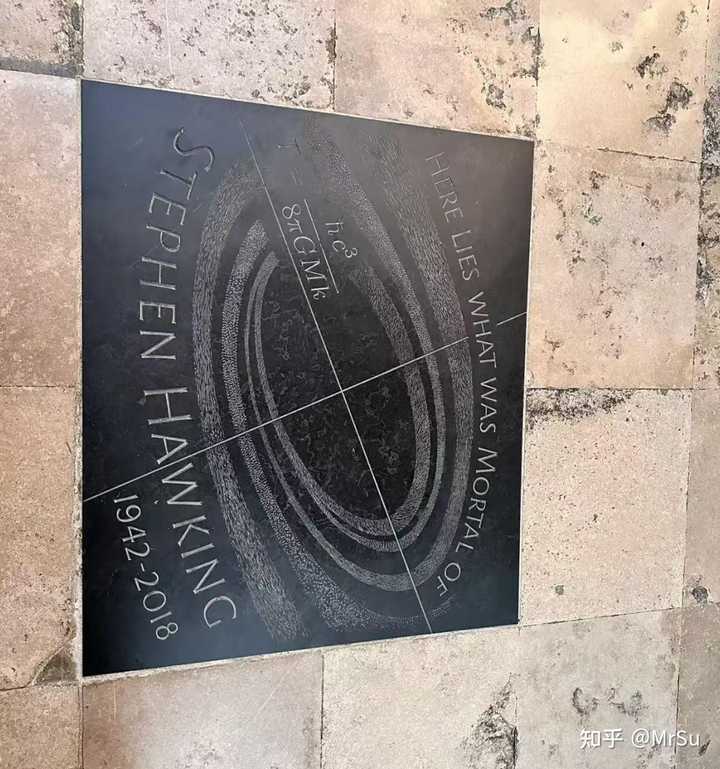 HERE LIES WHAT WAS MORTAL OF
T = ħc³ / 8πGMk
STEPHEN HAWKING
1942-2018
知乎 @MrSu